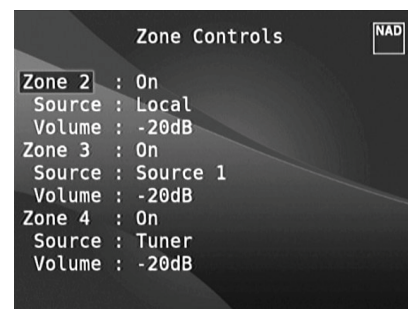 Zone Controls
NAD
Zone 2 : On
Source : Local
Volume : -20dB
Zone 3 : On
Source : Source 1
Volume : -20dB
Zone 4 : On
Source : Tuner
Volume : -20dB